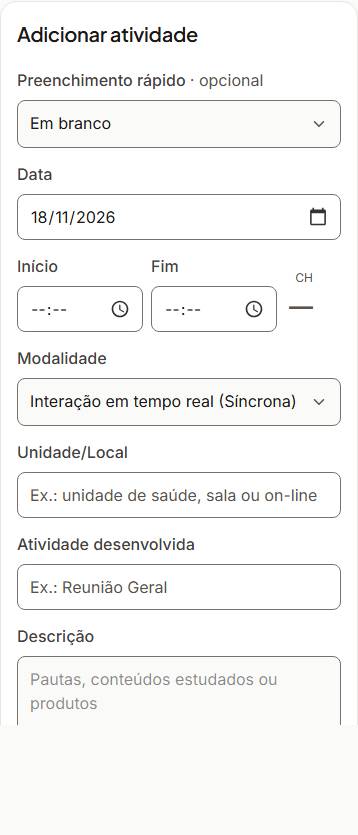 Adicionar atividade
Preenchimento rápido · opcional
Em branco
Data
18/11/2026
Início
Fim
CH
--:--
--:--
—
Modalidade
Interação em tempo real (Síncrona)
Unidade/Local
Ex.: unidade de saúde, sala ou on-line
Atividade desenvolvida
Ex.: Reunião Geral
Descrição
Pautas, conteúdos estudados ou
produtos